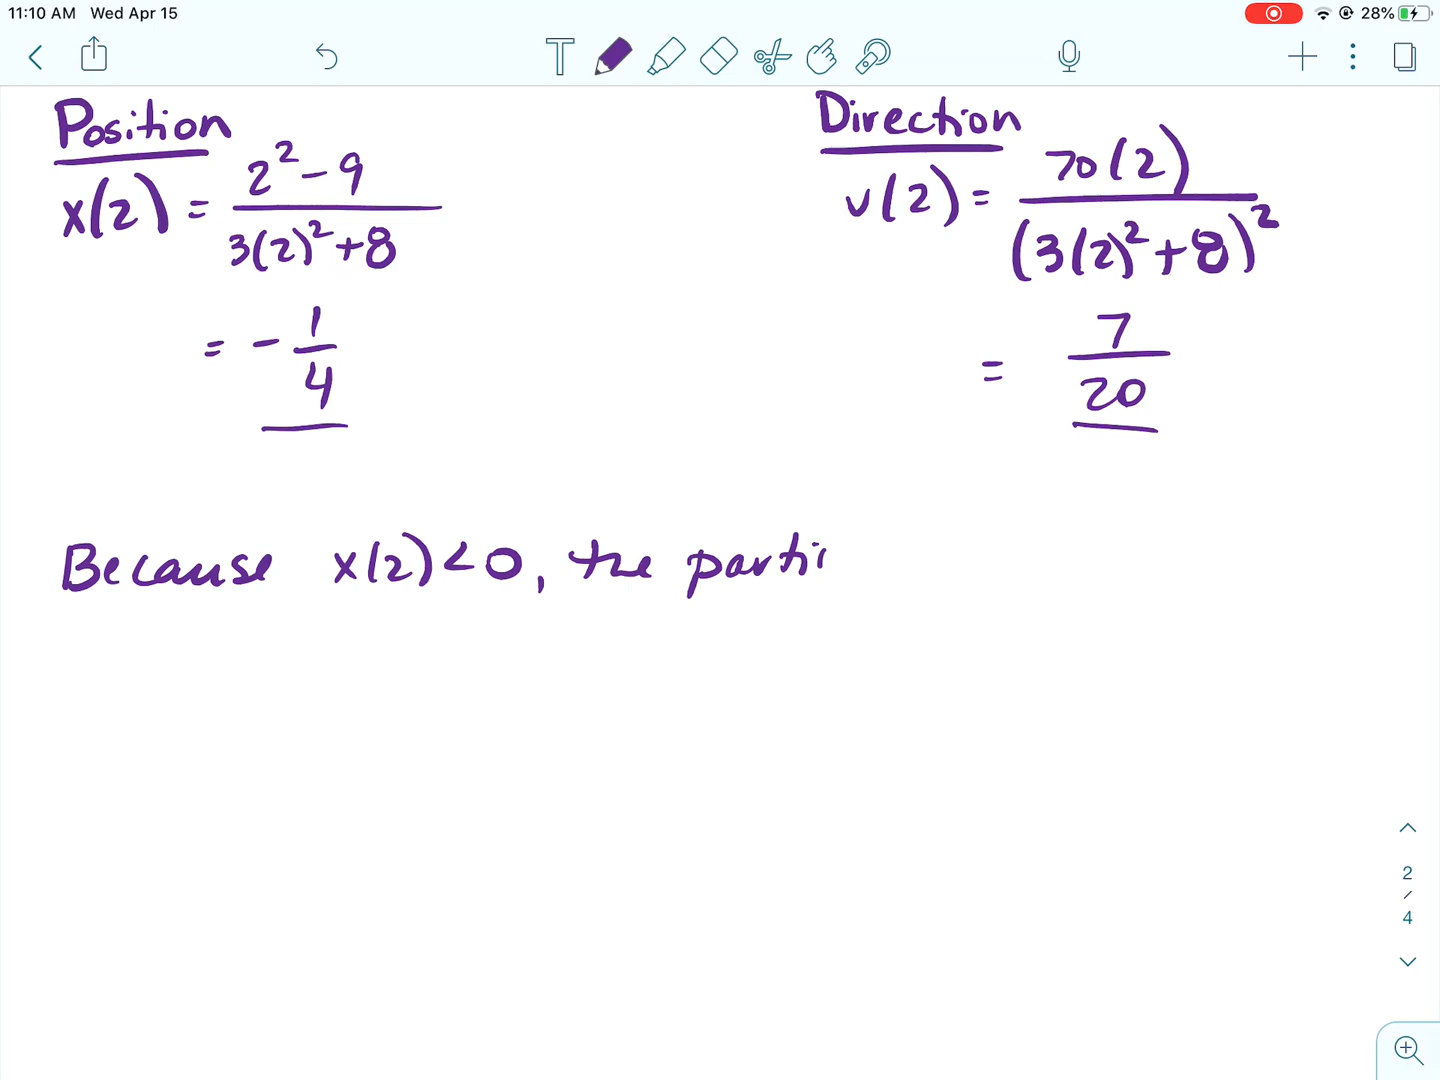 11:10 AM Wed Apr 15
28%
T
Position
x(2) = (2² - 9)/(3(2)² + 8)
= - 1/4
Direction
v(2) = 70(2)/(3(2)² + 8)²
= 7/20
Because x(2) < 0, the parti
2
/
4